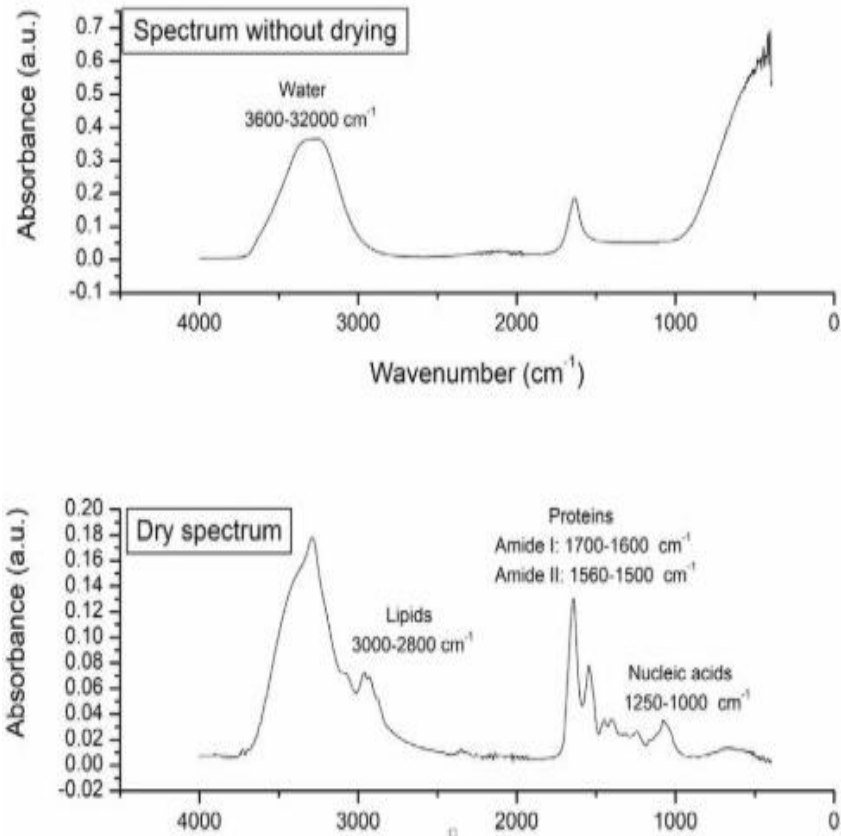 Spectrum without drying
Absorbance (a.u.)
0.7
0.6
0.5
0.4
0.3
0.2
0.1
0.0
-0.1
Water
3600-32000 cm⁻¹
4000 3000 2000 1000 0
Wavenumber (cm⁻¹)
Dry spectrum
Absorbance (a.u.)
0.20
0.18
0.16
0.14
0.12
0.10
0.08
0.06
0.04
0.02
0.00
-0.02
Lipids
3000-2800 cm⁻¹
Proteins
Amide I: 1700-1600 cm⁻¹
Amide II: 1560-1500 cm⁻¹
Nucleic acids
1250-1000 cm⁻¹
4000 3000 2000 1000 0